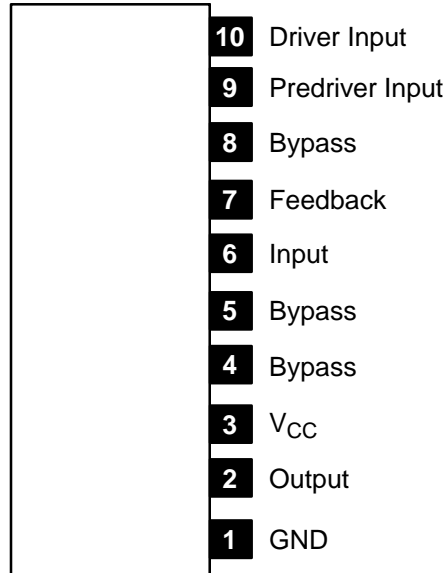 10 Driver Input
9 Predriver Input
8 Bypass
7 Feedback
6 Input
5 Bypass
4 Bypass
3 VCC
2 Output
1 GND